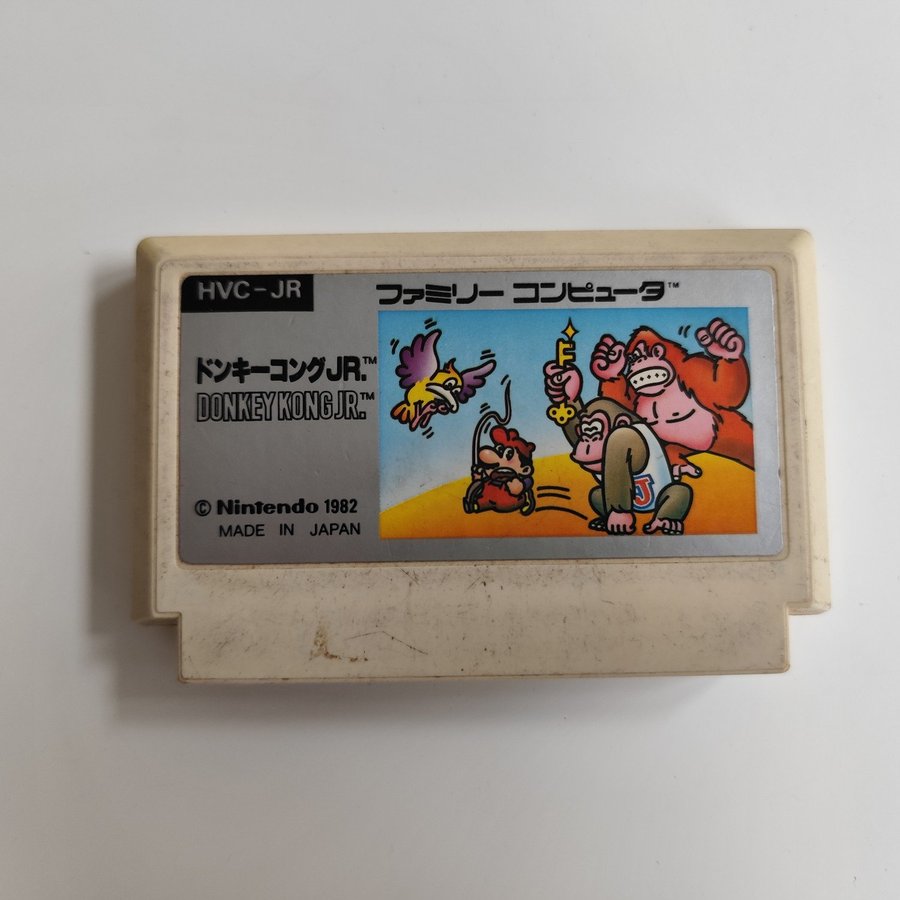 HVC-JR
ファミリー コンピュータ™
ドンキーコングJR.™
DONKEY KONG JR.™
© Nintendo 1982
MADE IN JAPAN
J